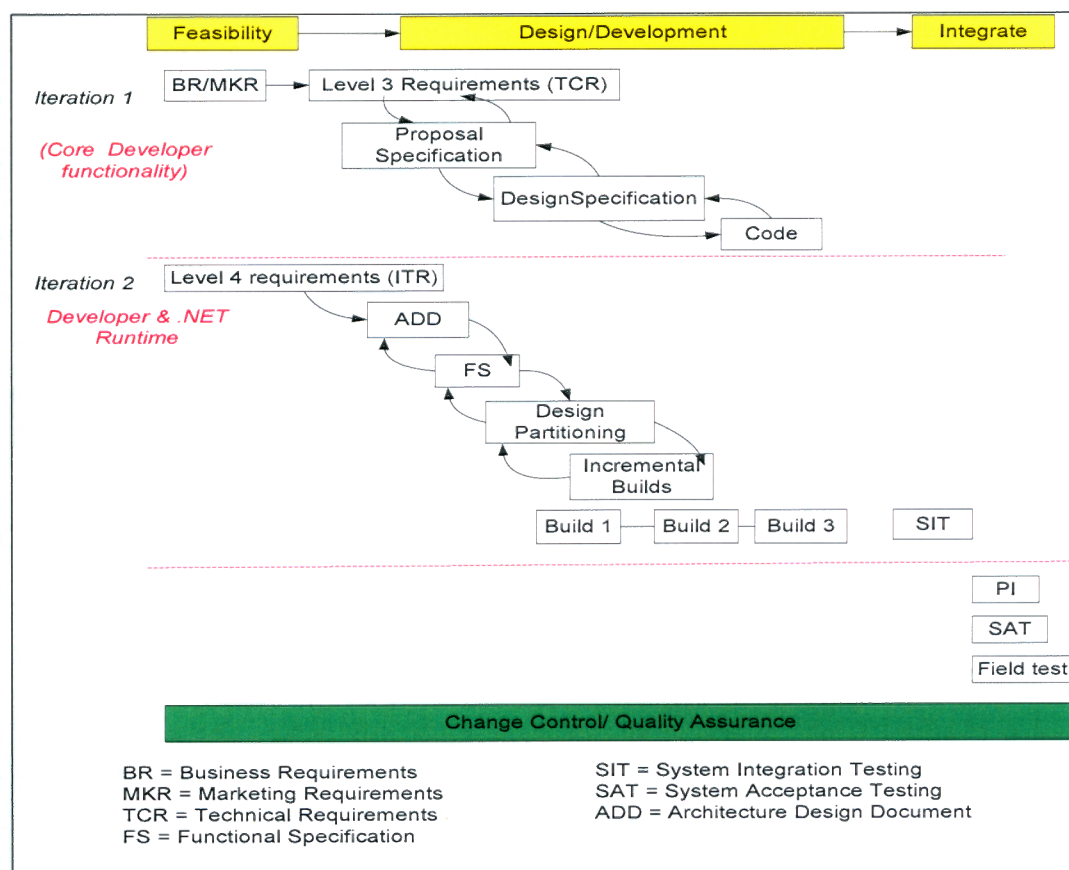 Feasibility
Design/Development
Integrate
Iteration 1
BR/MKR
Level 3 Requirements (TCR)
(Core Developer
functionality)
Proposal
Specification
DesignSpecification
Code
Iteration 2
Level 4 requirements (ITR)
Developer & .NET
Runtime
ADD
FS
Design
Partitioning
Incremental
Builds
Build 1
Build 2
Build 3
SIT
PI
SAT
Field test
Change Control/ Quality Assurance
BR = Business Requirements
MKR = Marketing Requirements
TCR = Technical Requirements
FS = Functional Specification
SIT = System Integration Testing
SAT = System Acceptance Testing
ADD = Architecture Design Document